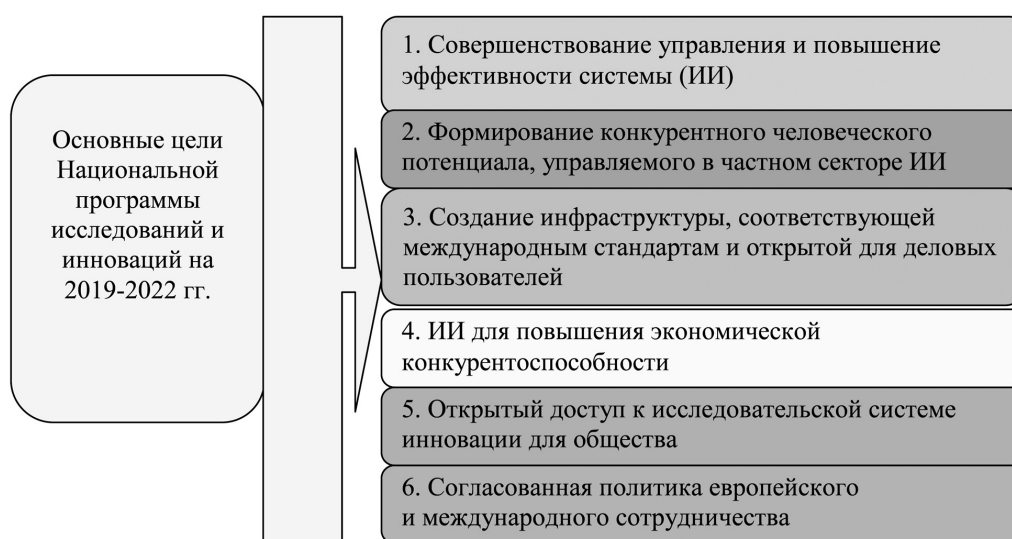 Основные цели
Национальной
программы
исследований и
инноваций на
2019-2022 гг.
1. Совершенствование управления и повышение
эффективности системы (ИИ)
2. Формирование конкурентного человеческого
потенциала, управляемого в частном секторе ИИ
3. Создание инфраструктуры, соответствующей
международным стандартам и открытой для деловых
пользователей
4. ИИ для повышения экономической
конкурентоспособности
5. Открытый доступ к исследовательской системе
инновации для общества
6. Согласованная политика европейского
и международного сотрудничества